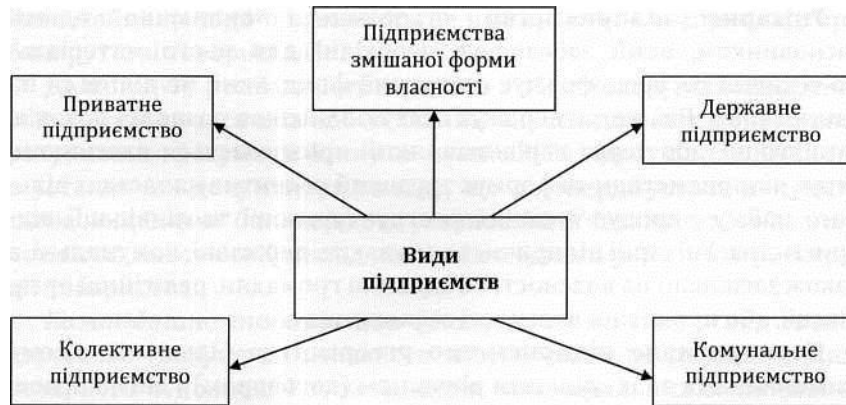 Підприємства
змішаної форми
власності
Приватне
підприємство
Державне
підприємство
Види
підприємств
Колективне
підприємство
Комунальне
підприємство